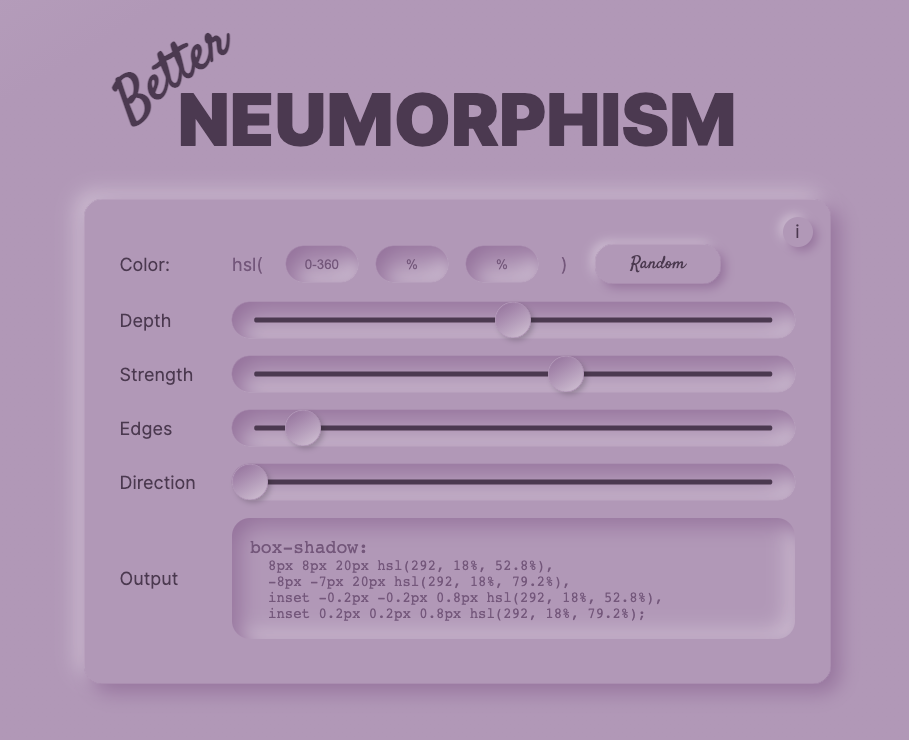 Better
NEUMORPHISM
i
Color: hsl( 0-360 % % ) Random
Depth
Strength
Edges
Direction
Output
box-shadow:
8px 8px 20px hsl(292, 18%, 52.8%),
-8px -7px 20px hsl(292, 18%, 79.2%),
inset -0.2px -0.2px 0.8px hsl(292, 18%, 52.8%),
inset 0.2px 0.2px 0.8px hsl(292, 18%, 79.2%);